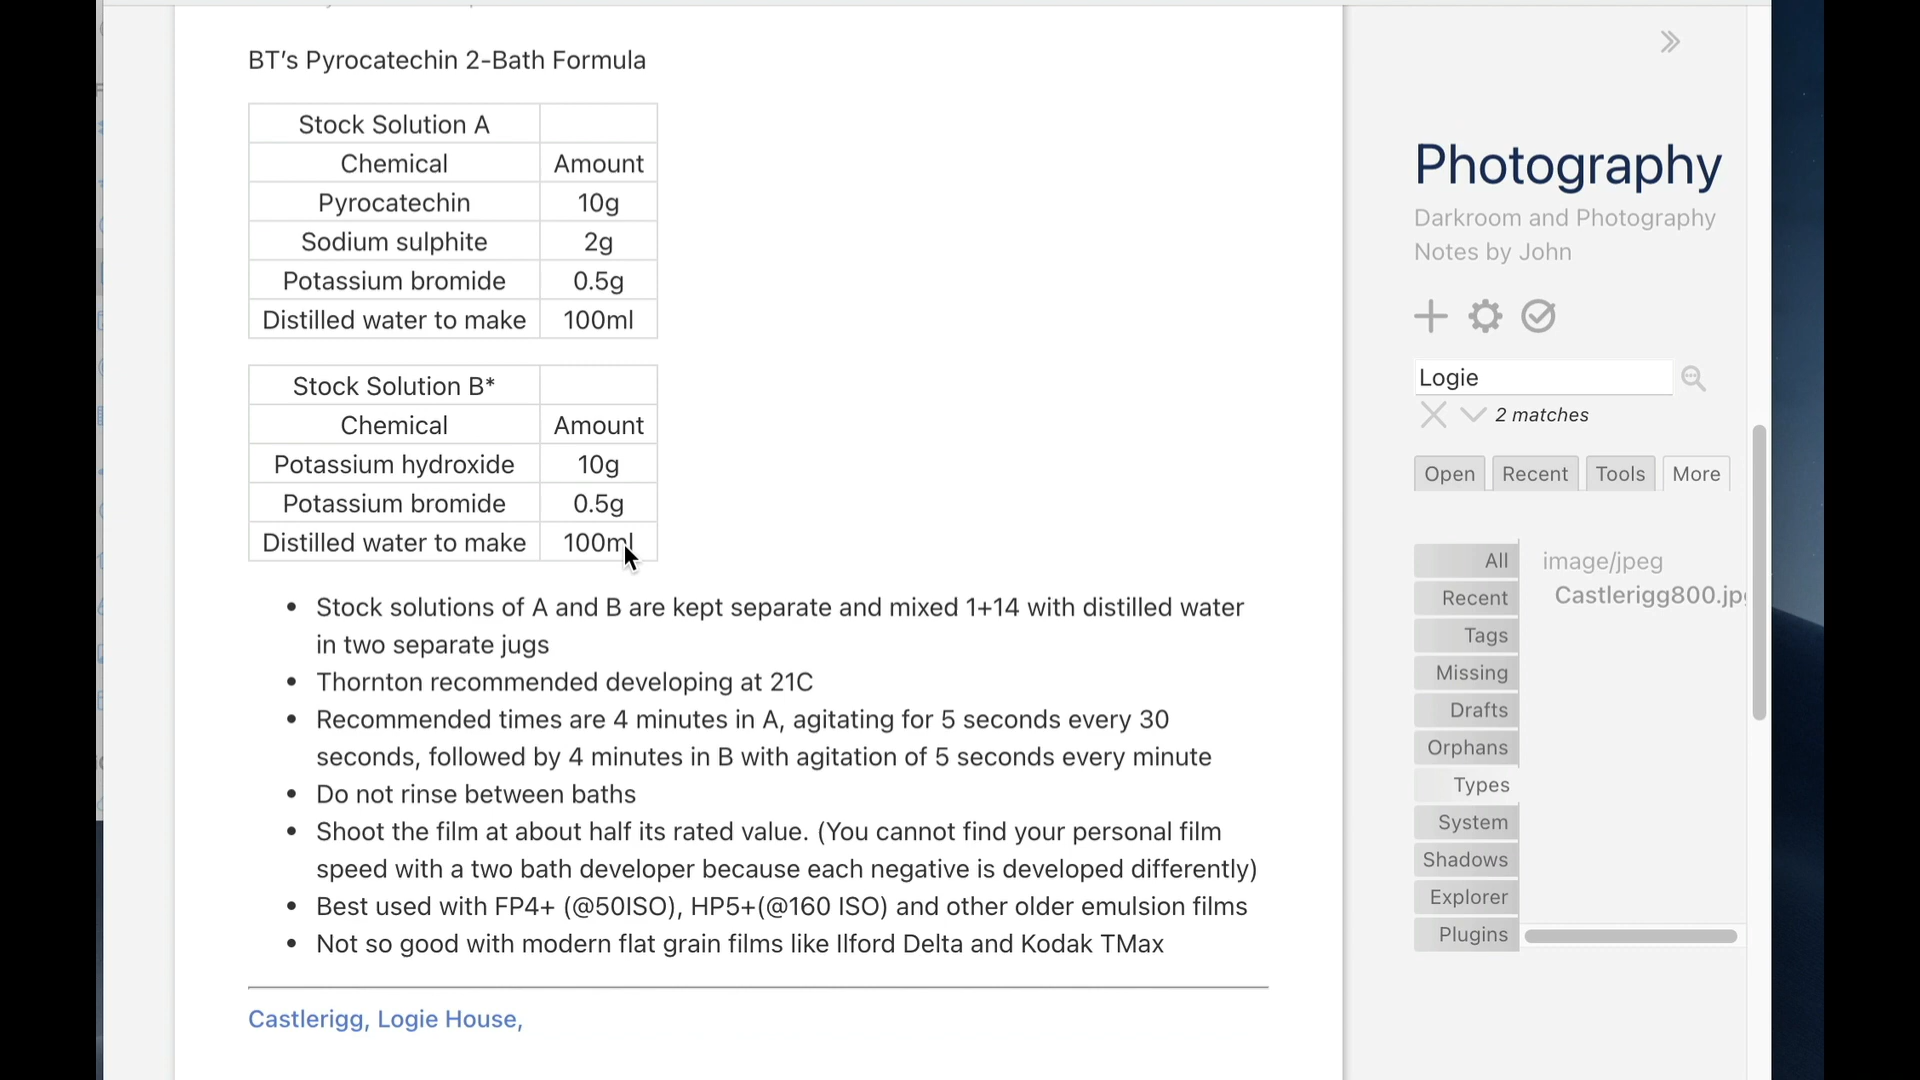 BT’s Pyrocatechin 2-Bath Formula
Stock Solution A
Chemical Amount
Pyrocatechin 10g
Sodium sulphite 2g
Potassium bromide 0.5g
Distilled water to make 100ml
Stock Solution B*
Chemical Amount
Potassium hydroxide 10g
Potassium bromide 0.5g
Distilled water to make 100ml
• Stock solutions of A and B are kept separate and mixed 1+14 with distilled water
in two separate jugs
• Thornton recommended developing at 21C
• Recommended times are 4 minutes in A, agitating for 5 seconds every 30
seconds, followed by 4 minutes in B with agitation of 5 seconds every minute
• Do not rinse between baths
• Shoot the film at about half its rated value. (You cannot find your personal film
speed with a two bath developer because each negative is developed differently)
• Best used with FP4+ (@50ISO), HP5+(@160 ISO) and other older emulsion films
• Not so good with modern flat grain films like Ilford Delta and Kodak TMax
Castlerigg, Logie House,
Photography
Darkroom and Photography
Notes by John
Logie
2 matches
Open Recent Tools More
All
Recent
Tags
Missing
Drafts
Orphans
Types
System
Shadows
Explorer
Plugins
image/jpeg
Castlerigg800.jp